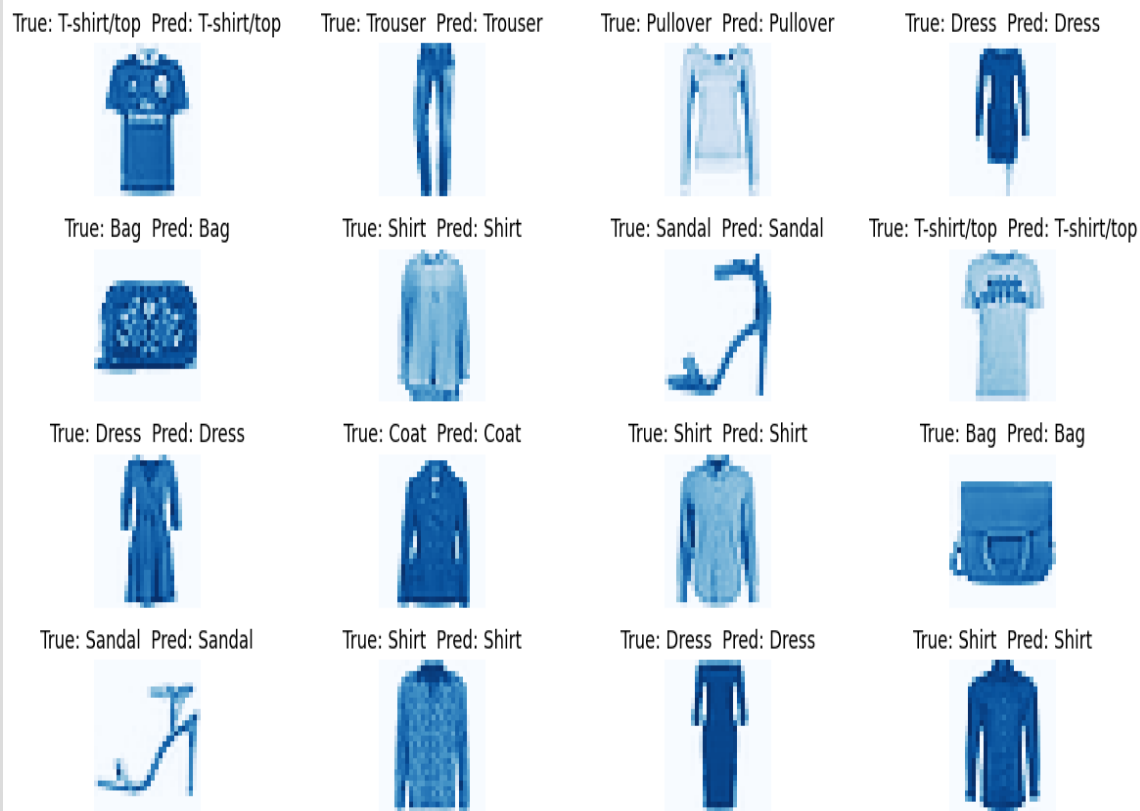 True: T-shirt/top Pred: T-shirt/top
True: Trouser Pred: Trouser
True: Pullover Pred: Pullover
True: Dress Pred: Dress
True: Bag Pred: Bag
True: Shirt Pred: Shirt
True: Sandal Pred: Sandal
True: T-shirt/top Pred: T-shirt/top
True: Dress Pred: Dress
True: Coat Pred: Coat
True: Shirt Pred: Shirt
True: Bag Pred: Bag
True: Sandal Pred: Sandal
True: Shirt Pred: Shirt
True: Dress Pred: Dress
True: Shirt Pred: Shirt